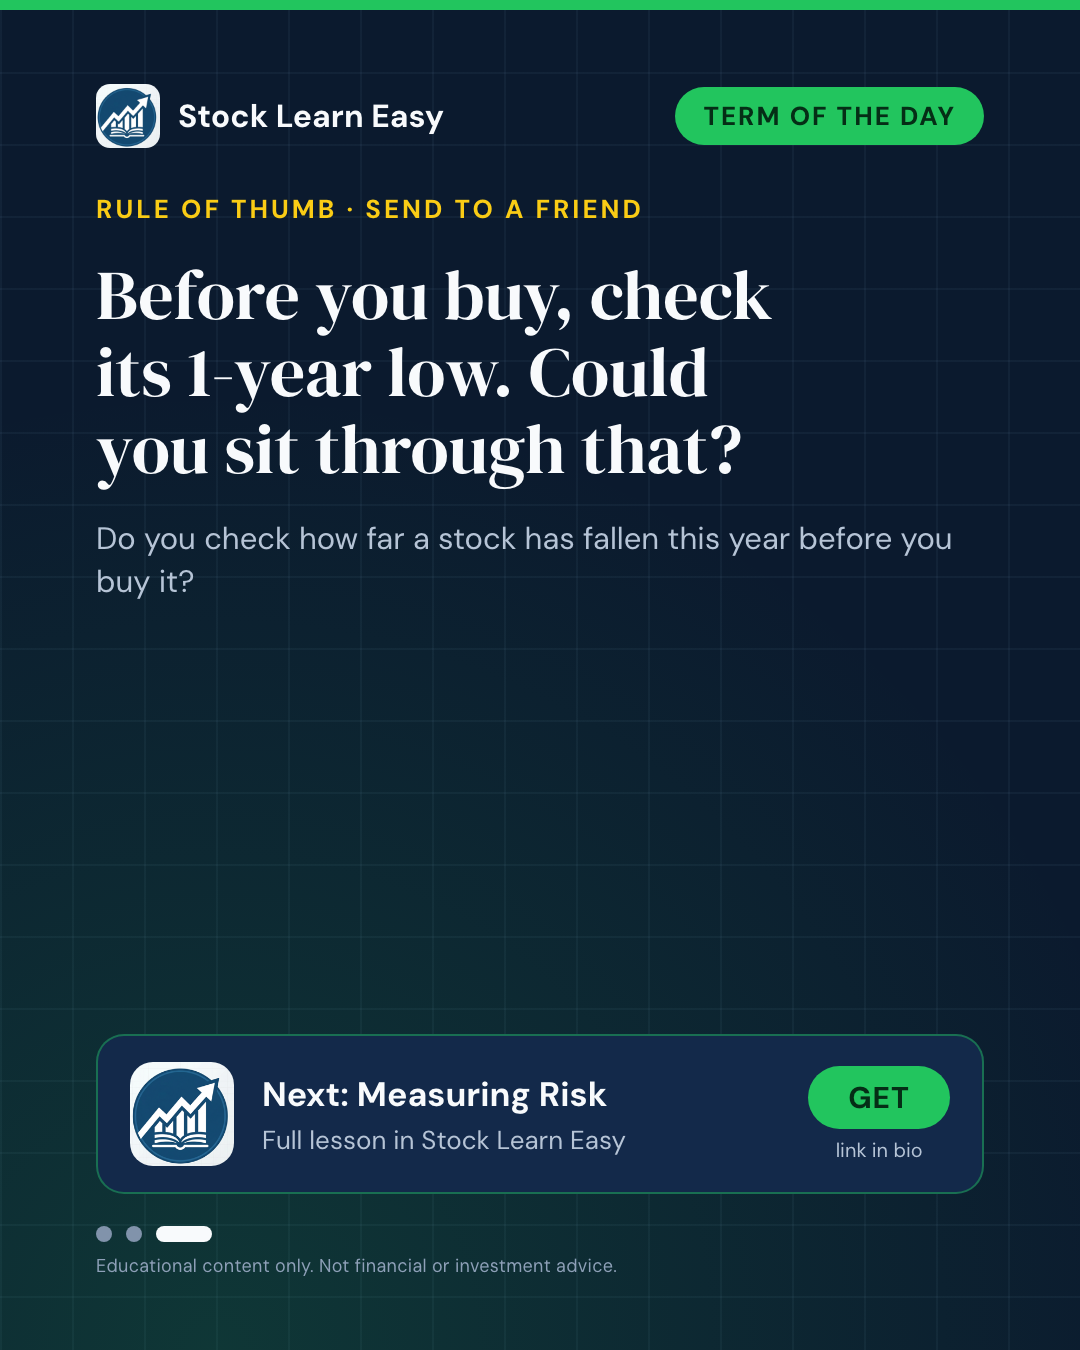 Stock Learn Easy
TERM OF THE DAY
RULE OF THUMB · SEND TO A FRIEND
Before you buy, check
its 1-year low. Could
you sit through that?
Do you check how far a stock has fallen this year before you
buy it?
Next: Measuring Risk
Full lesson in Stock Learn Easy
GET
link in bio
Educational content only. Not financial or investment advice.